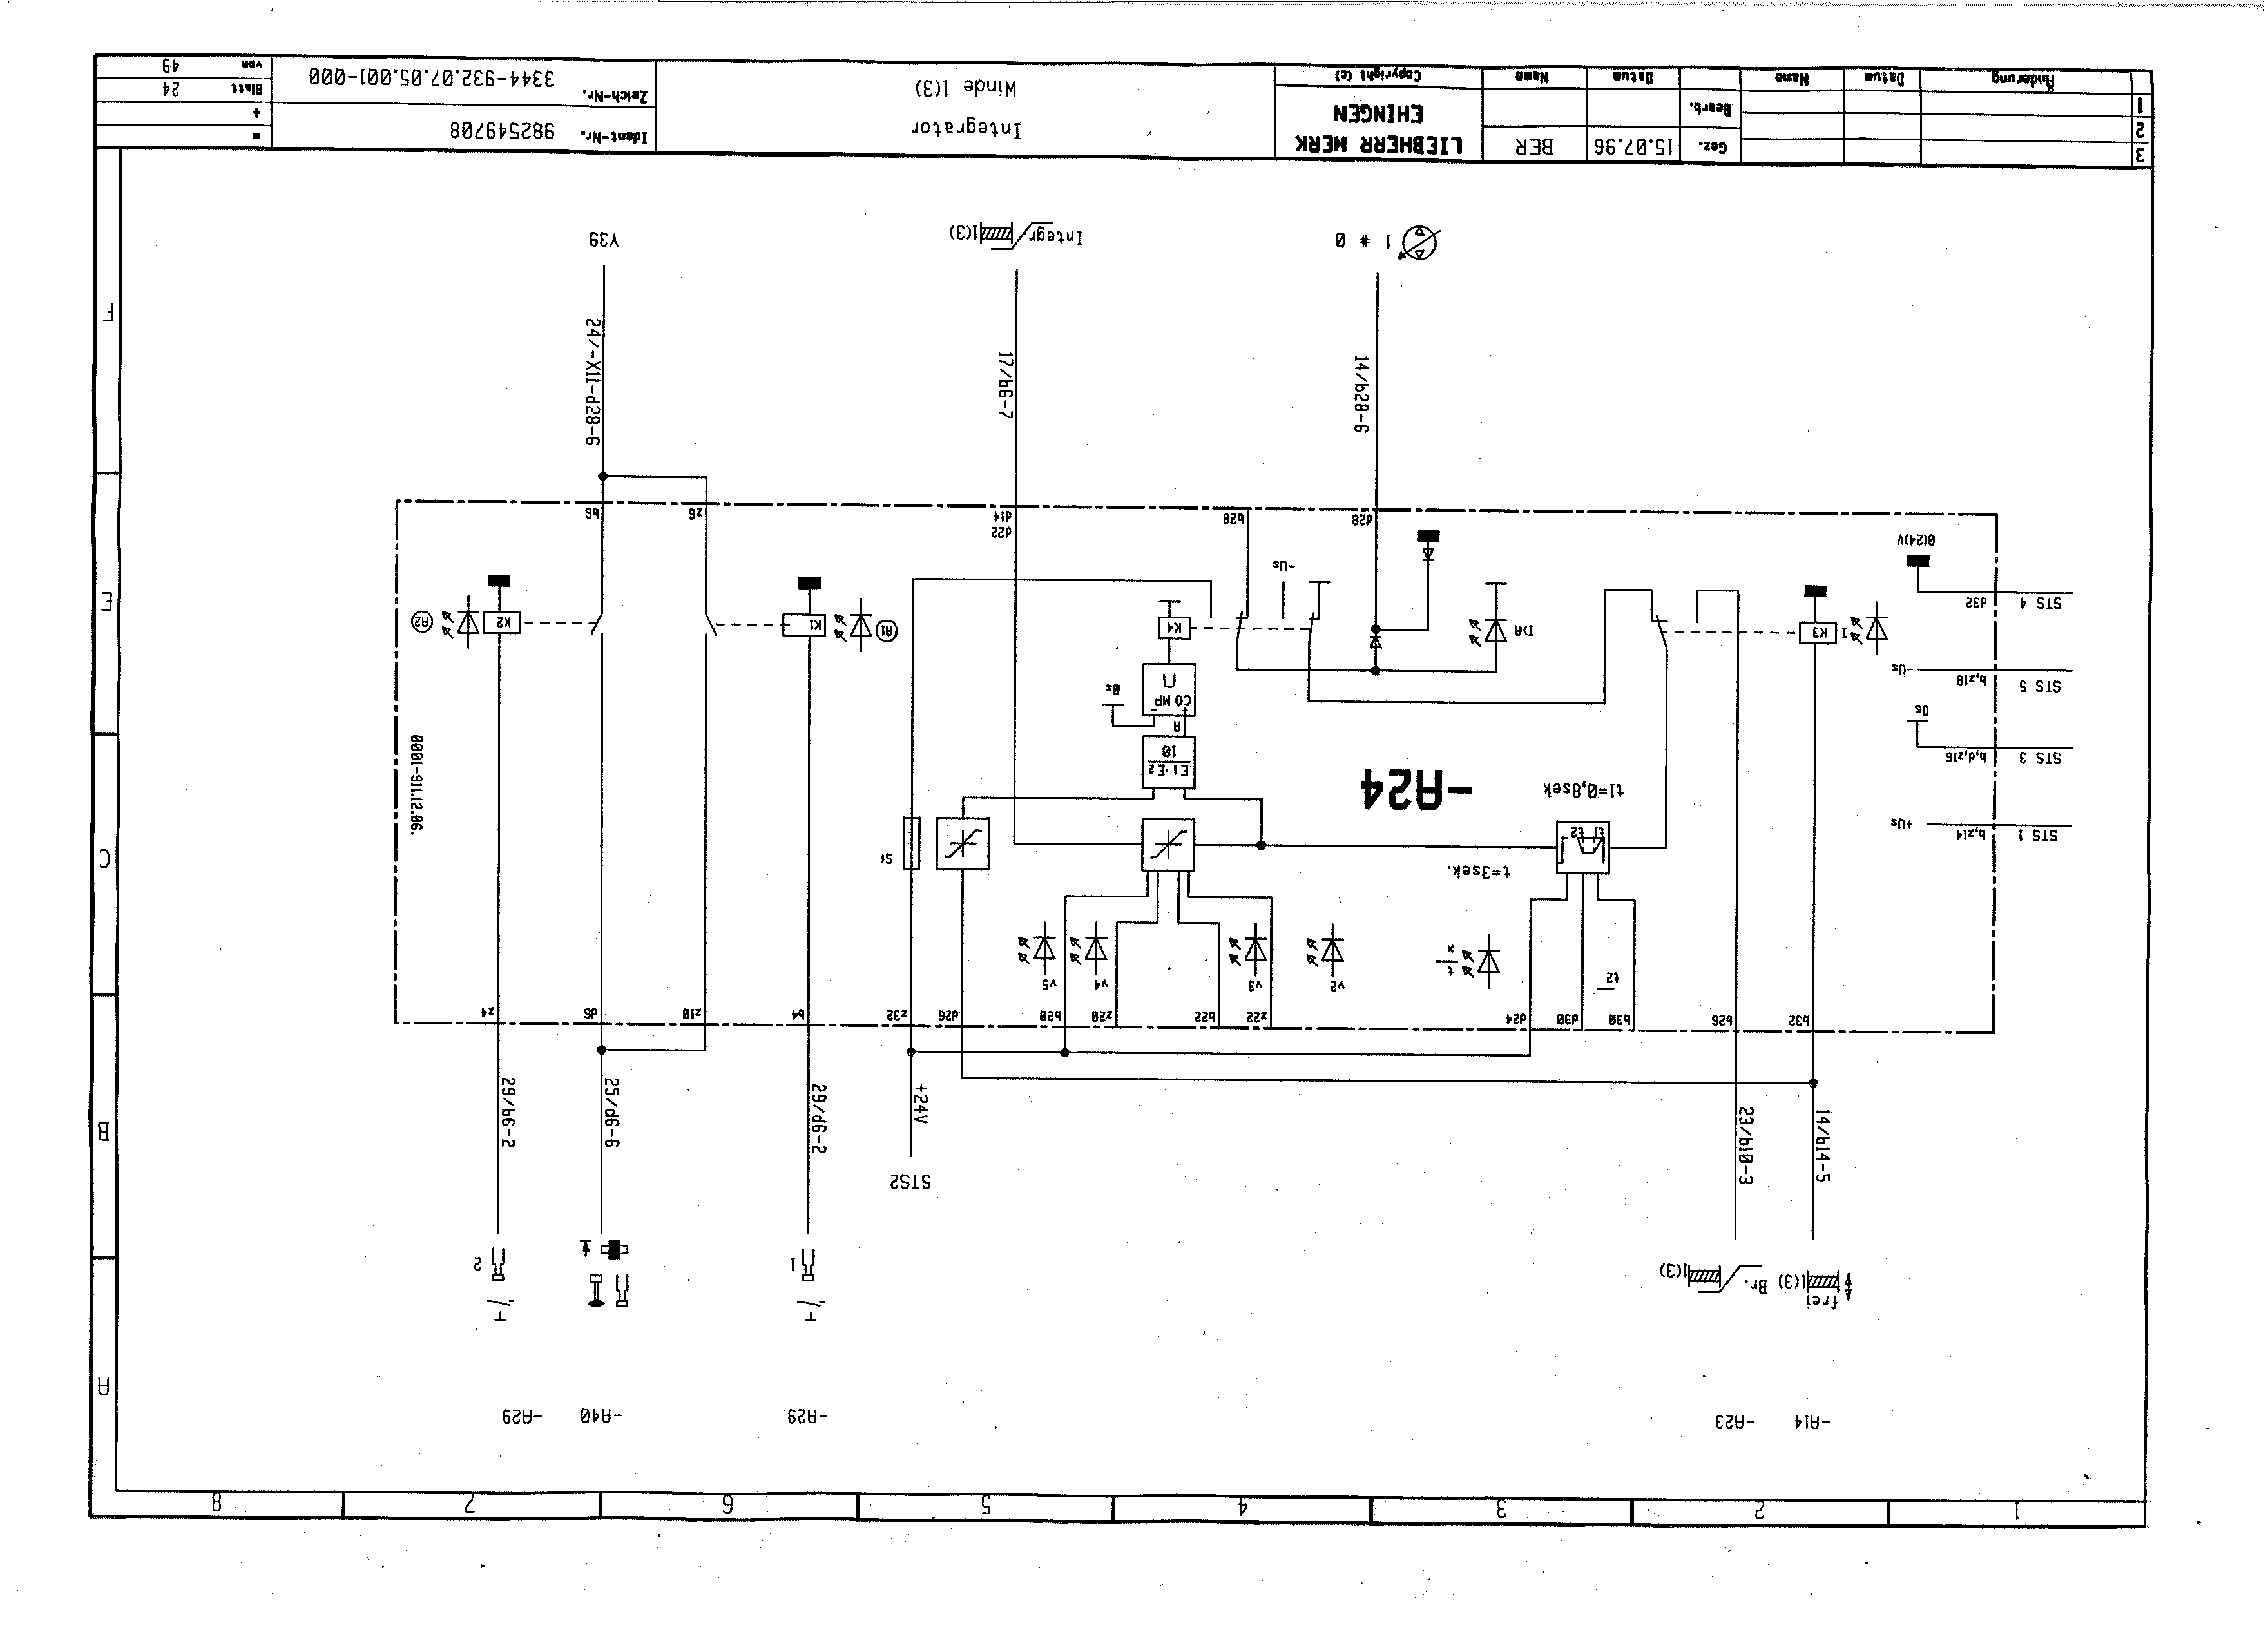 1 2 3 4 5 6 7 8
A
-A14 -A23 -A29 -A40 -A29
frei
1(3) Br. 1(3)
1 2
STS2
B
14/b14-5
23/b10-3
+24V
29/d6-2
25/d6-6
29/b6-2
b32 b26 b30 d30 d24 z22 b22 z20 b20 d26 z32 b4 z10 d6 z4
t2
t
x
v2 v3 v4 v5
C
t=3sek.
t1 t2
STS 1 b,z14 +Us
t1=0,8sek
-A24
E1·E2
10
A
COMP
0s
STS 3 b,d,z16
0s
STS 5 b,z18 -Us
E
K3 I
I>A
K4
K1 A1
K2 A2
STS 4 d32
0(24)V
-Us
d28 b28
d22
d14
z6 b6
14/b28-6
17/b6-7
24/-X11-d28-6
F
1 # 0
Integr. 1(3)
Y39
3
2
1
Änderung Datum Name
Gez. 15.07.96 BER
Bearb.
Datum Name
LIEBHERR WERK
EHINGEN
Copyright (c)
Integrator
Winde 1(3)
Ident-Nr. 982549708
Zeich-Nr. 3344-932.07.05.001-000
=
+
Blatt 24
von 49